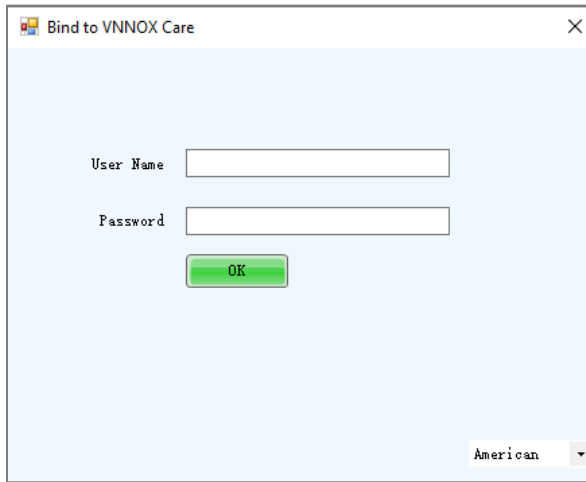 Bind to VNNOX Care
User Name
Password
OK
American